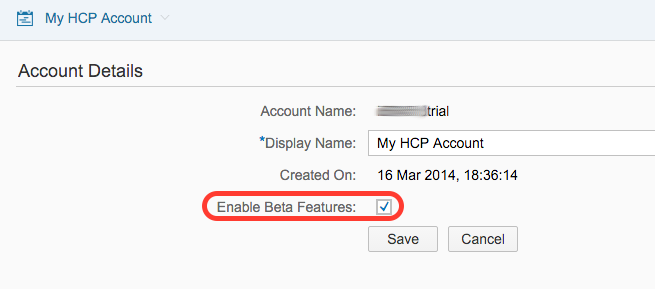 My HCP Account
Account Details
Account Name: trial
*Display Name: My HCP Account
Created On: 16 Mar 2014, 18:36:14
Enable Beta Features:
Save Cancel